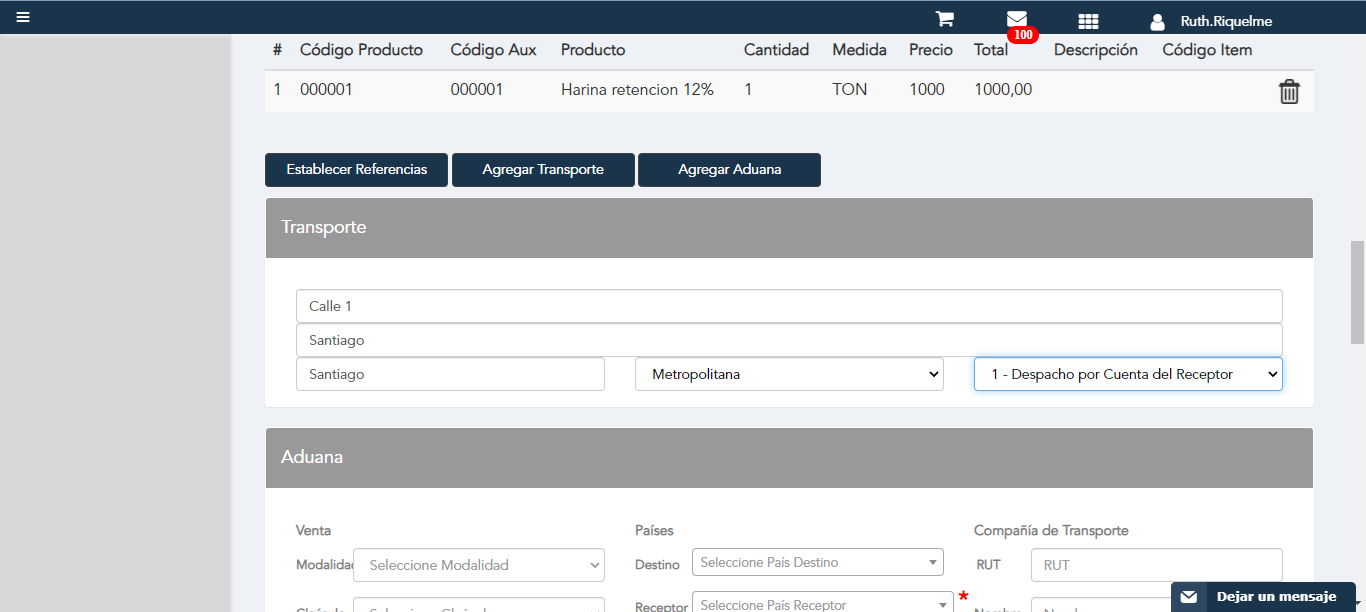 Ruth.Riquelme
100
# Código Producto Código Aux Producto Cantidad Medida Precio Total Descripción Código Item
1 000001 000001 Harina retencion 12% 1 TON 1000 1000,00
Establecer Referencias Agregar Transporte Agregar Aduana
Transporte
Calle 1
Santiago
Santiago Metropolitana 1 - Despacho por Cuenta del Receptor
Aduana
Venta Países Compañía de Transporte
Modalidad Seleccione Modalidad Destino Seleccione País Destino RUT RUT
Receptor Seleccione País Receptor *
Dejar un mensaje